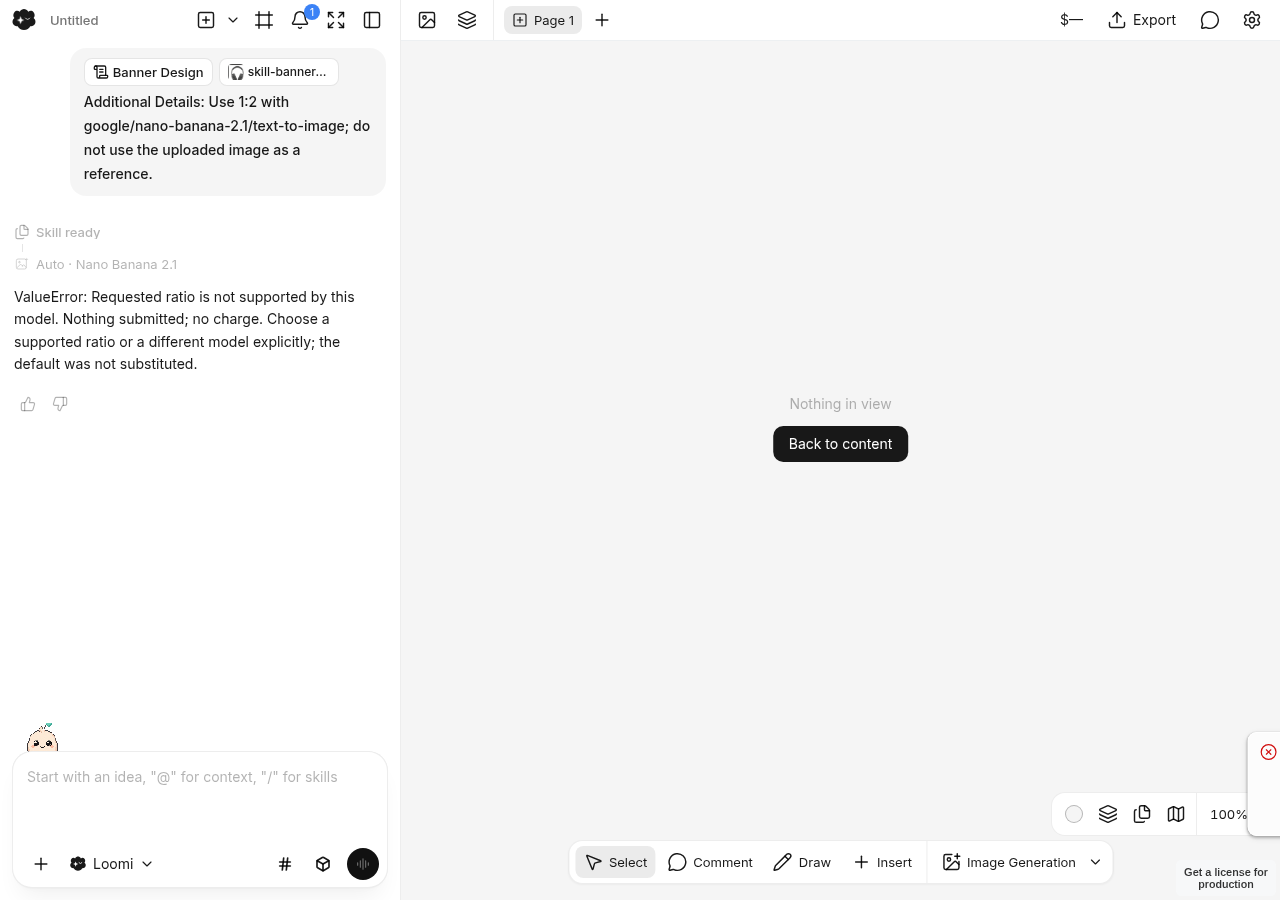 Untitled
1
Page 1
$—
Export
Banner Design
skill-banner...
Additional Details: Use 1:2 with
google/nano-banana-2.1/text-to-image; do
not use the uploaded image as a
reference.
Skill ready
Auto · Nano Banana 2.1
ValueError: Requested ratio is not supported by this
model. Nothing submitted; no charge. Choose a
supported ratio or a different model explicitly; the
default was not substituted.
Nothing in view
Back to content
Start with an idea, "@" for context, "/" for skills
Loomi
100%
Select
Comment
Draw
Insert
Image Generation
Get a license for
production